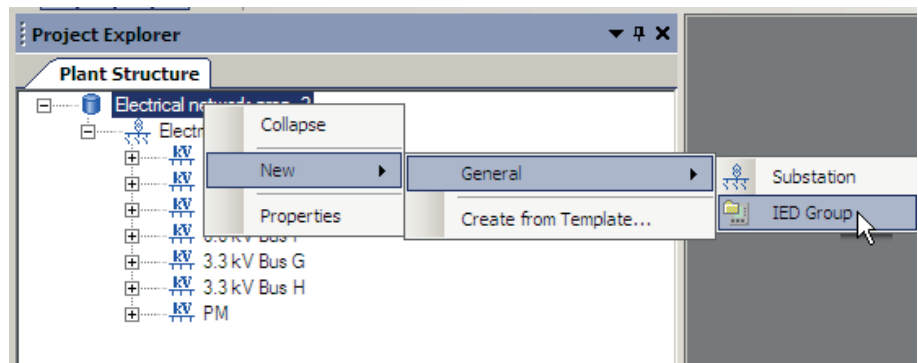 Project Explorer
Plant Structure
Electrical
Collapse
New
General
Substation
Properties
Create from Template...
IED Group
3.3 kV Bus G
3.3 kV Bus H
PM